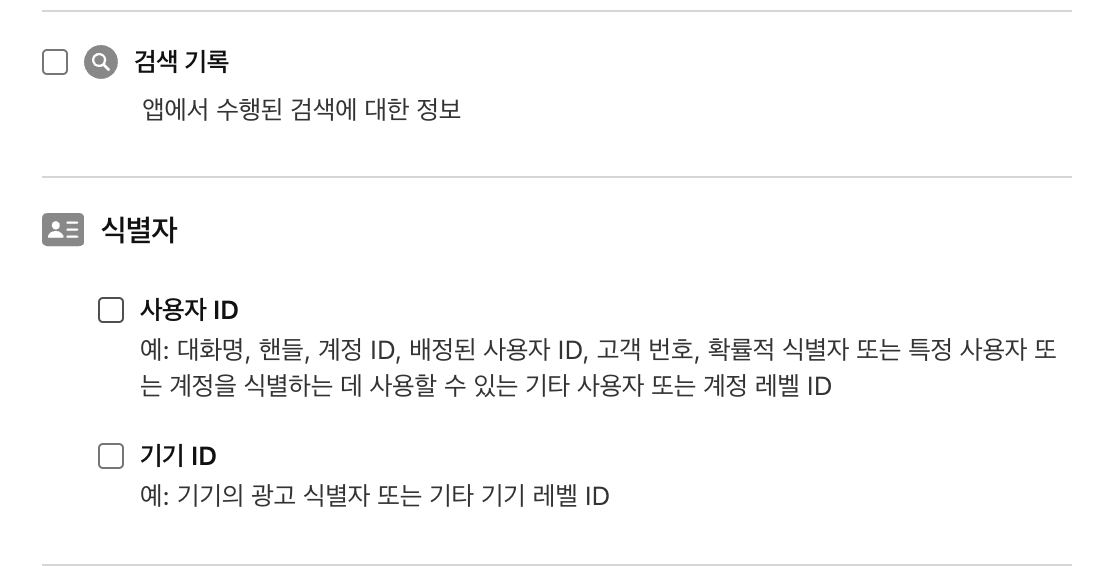 검색 기록
앱에서 수행된 검색에 대한 정보
식별자
사용자 ID
예: 대화명, 핸들, 계정 ID, 배정된 사용자 ID, 고객 번호, 확률적 식별자 또는 특정 사용자 또
는 계정을 식별하는 데 사용할 수 있는 기타 사용자 또는 계정 레벨 ID
기기 ID
예: 기기의 광고 식별자 또는 기타 기기 레벨 ID